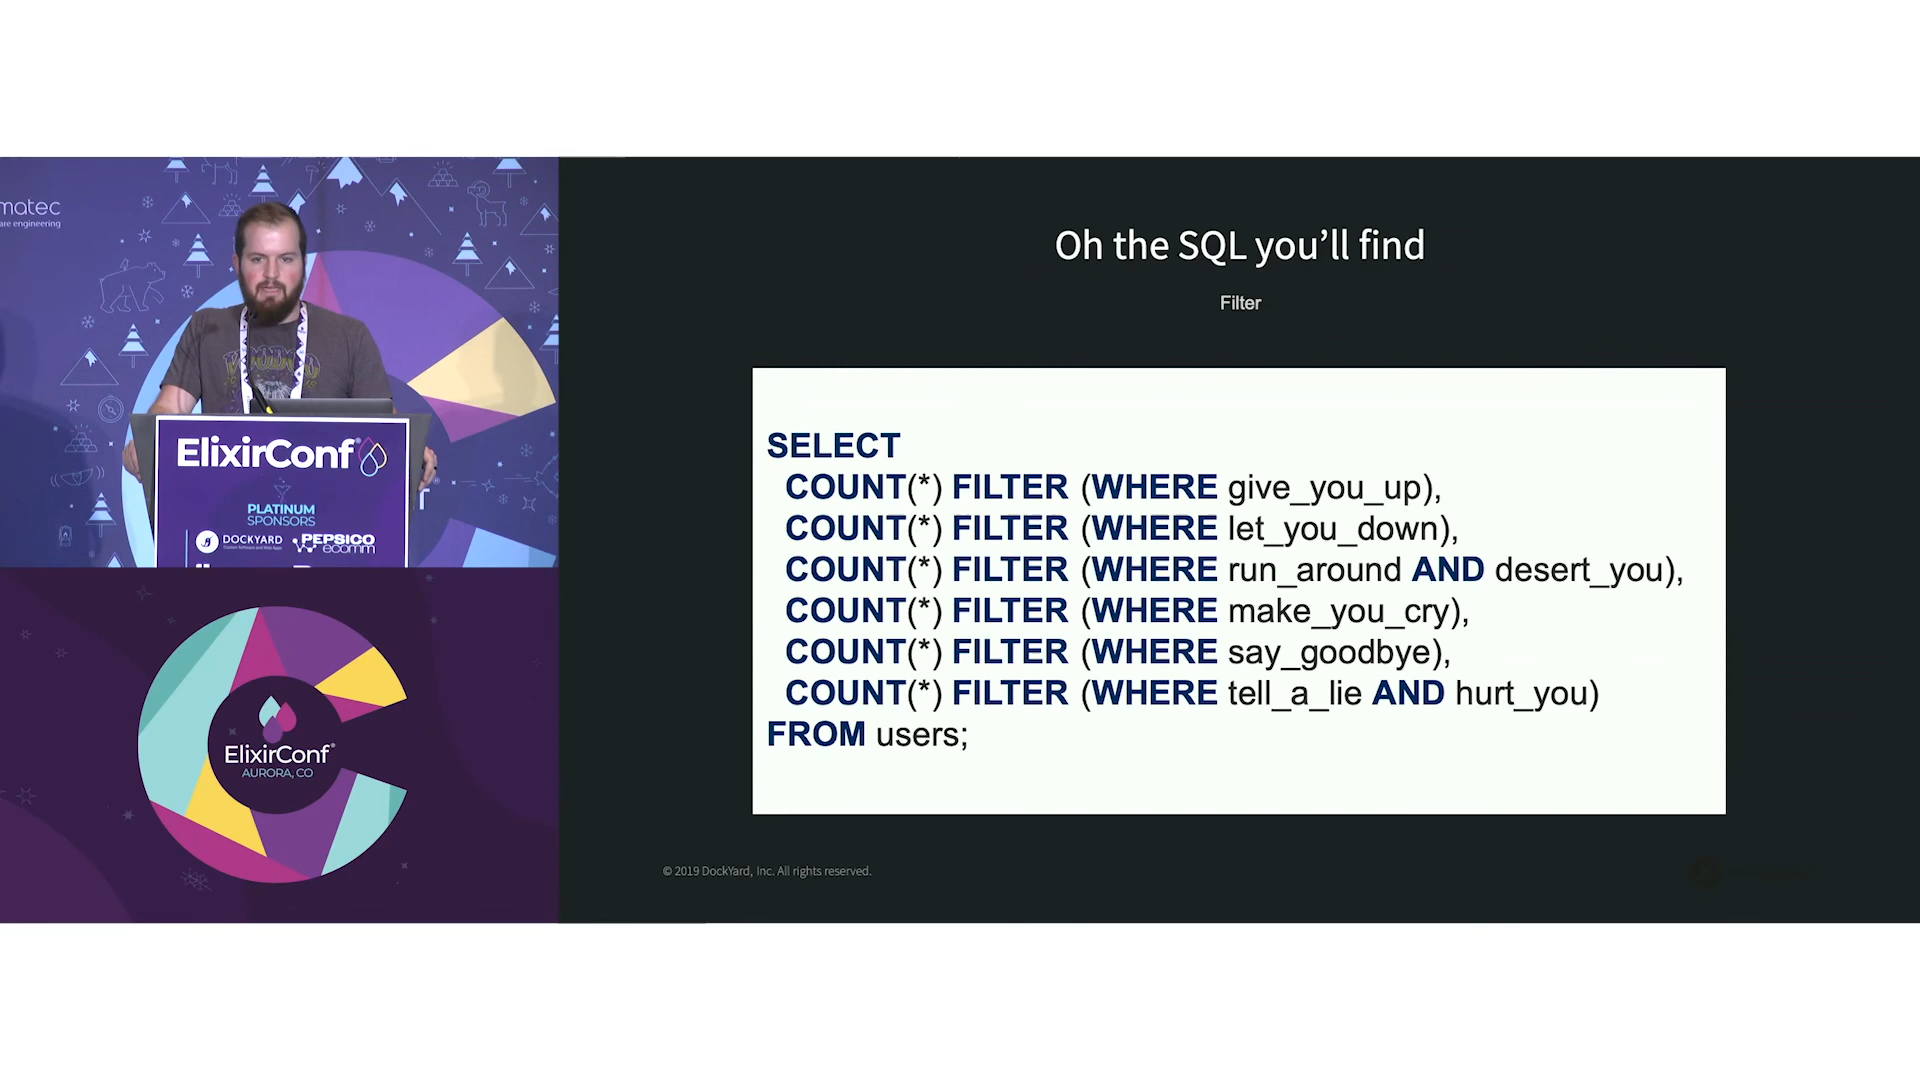 matec
are engineering
ElixirConf
PLATINUM
SPONSORS
DOCKYARD
PEPSICO
ecomm
ElixirConf
AURORA, CO
Oh the SQL you’ll find
Filter
SELECT
COUNT(*) FILTER (WHERE give_you_up),
COUNT(*) FILTER (WHERE let_you_down),
COUNT(*) FILTER (WHERE run_around AND desert_you),
COUNT(*) FILTER (WHERE make_you_cry),
COUNT(*) FILTER (WHERE say_goodbye),
COUNT(*) FILTER (WHERE tell_a_lie AND hurt_you)
FROM users;
© 2019 DockYard, Inc. All rights reserved.